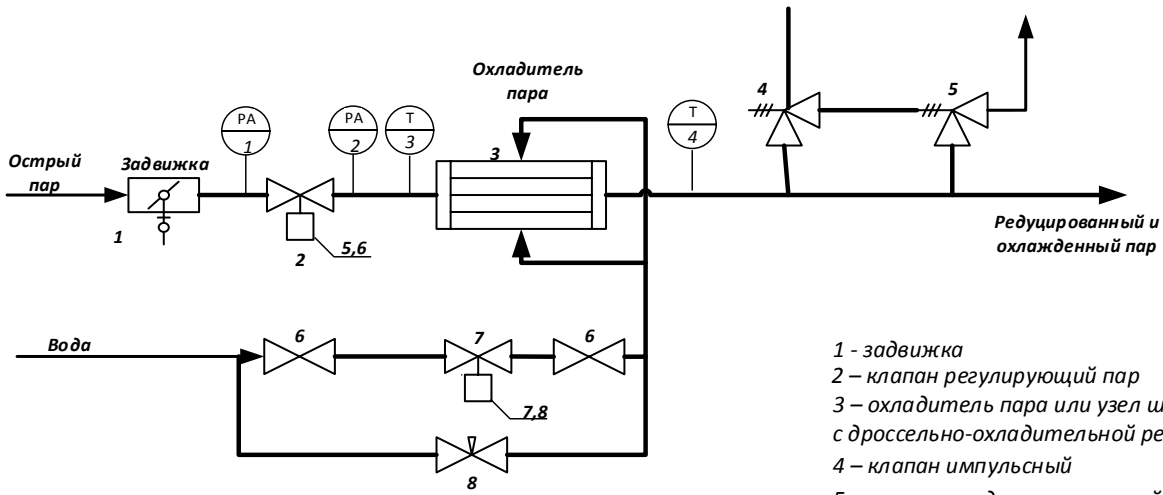 Охладитель
пара
4
5
PA
1
PA
2
T
3
T
4
3
Острый
пар
Задвижка
1
2
5,6
Редуцированный и
охлажденный пар
Вода
6
7
6
7,8
8
1 - задвижка
2 – клапан регулирующий пар
3 – охладитель пара или узел
с дроссельно-охладительной
4 – клапан импульсный